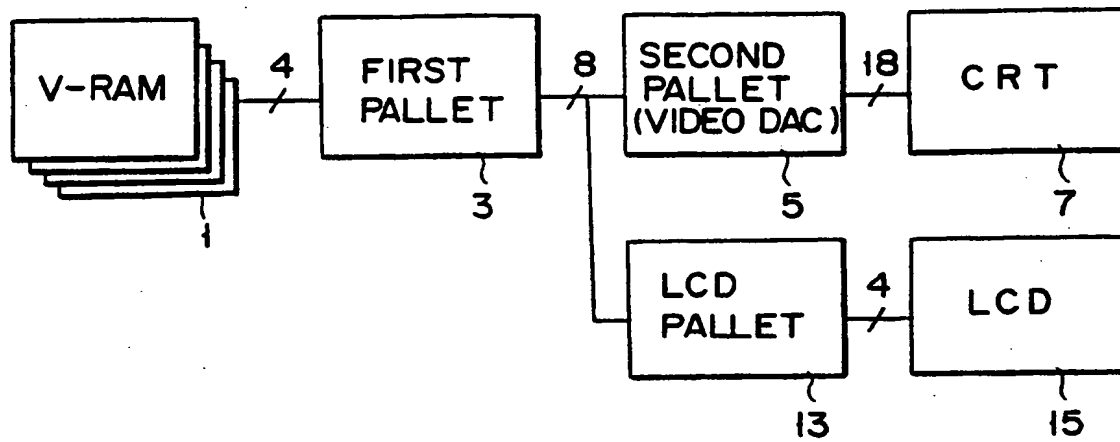 V-RAM
4
FIRST
PALLET
8
SECOND
PALLET
(VIDEO DAC)
18
CRT
1
3
5
7
LCD
PALLET
4
LCD
13
15